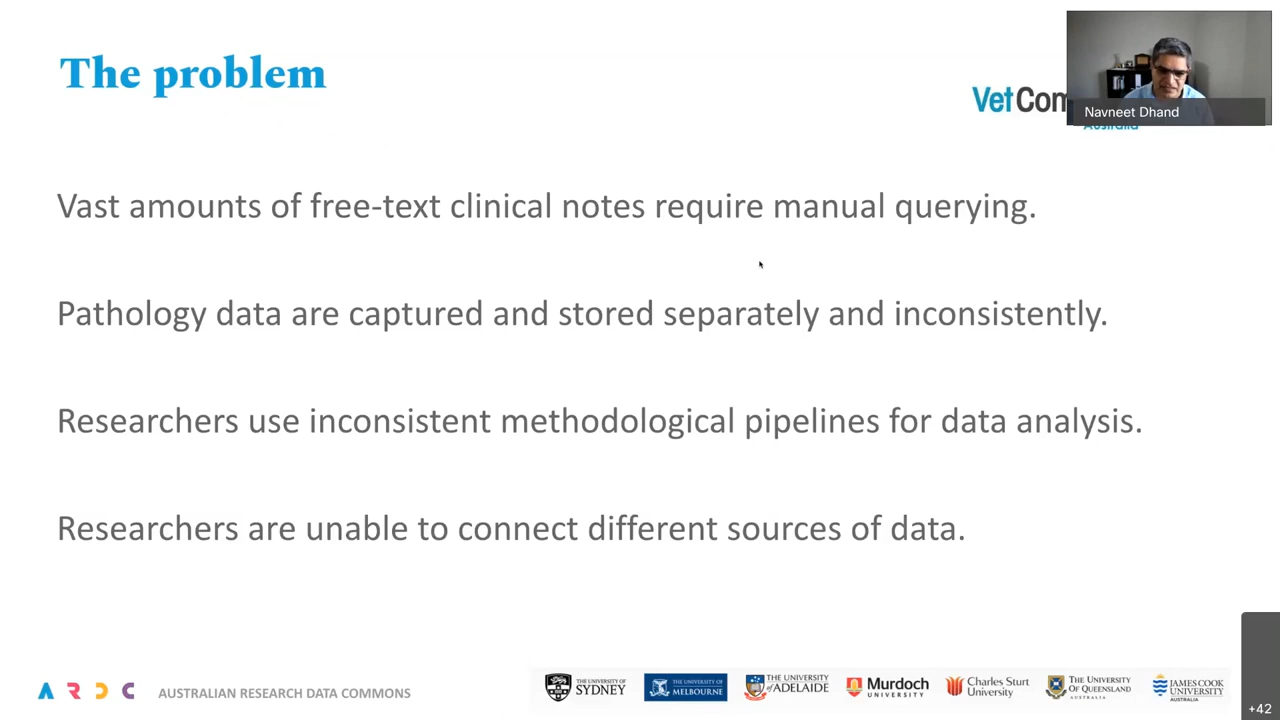 The problem
VetCom
Australia
Navneet Dhand
Vast amounts of free-text clinical notes require manual querying.
Pathology data are captured and stored separately and inconsistently.
Researchers use inconsistent methodological pipelines for data analysis.
Researchers are unable to connect different sources of data.
ARDC AUSTRALIAN RESEARCH DATA COMMONS
THE UNIVERSITY OF
SYDNEY
THE UNIVERSITY OF
MELBOURNE
THE UNIVERSITY
of ADELAIDE
Murdoch
UNIVERSITY
Charles Sturt
University
THE UNIVERSITY
OF QUEENSLAND
AUSTRALIA
JAMES COOK
UNIVERSITY
AUSTRALIA
+42